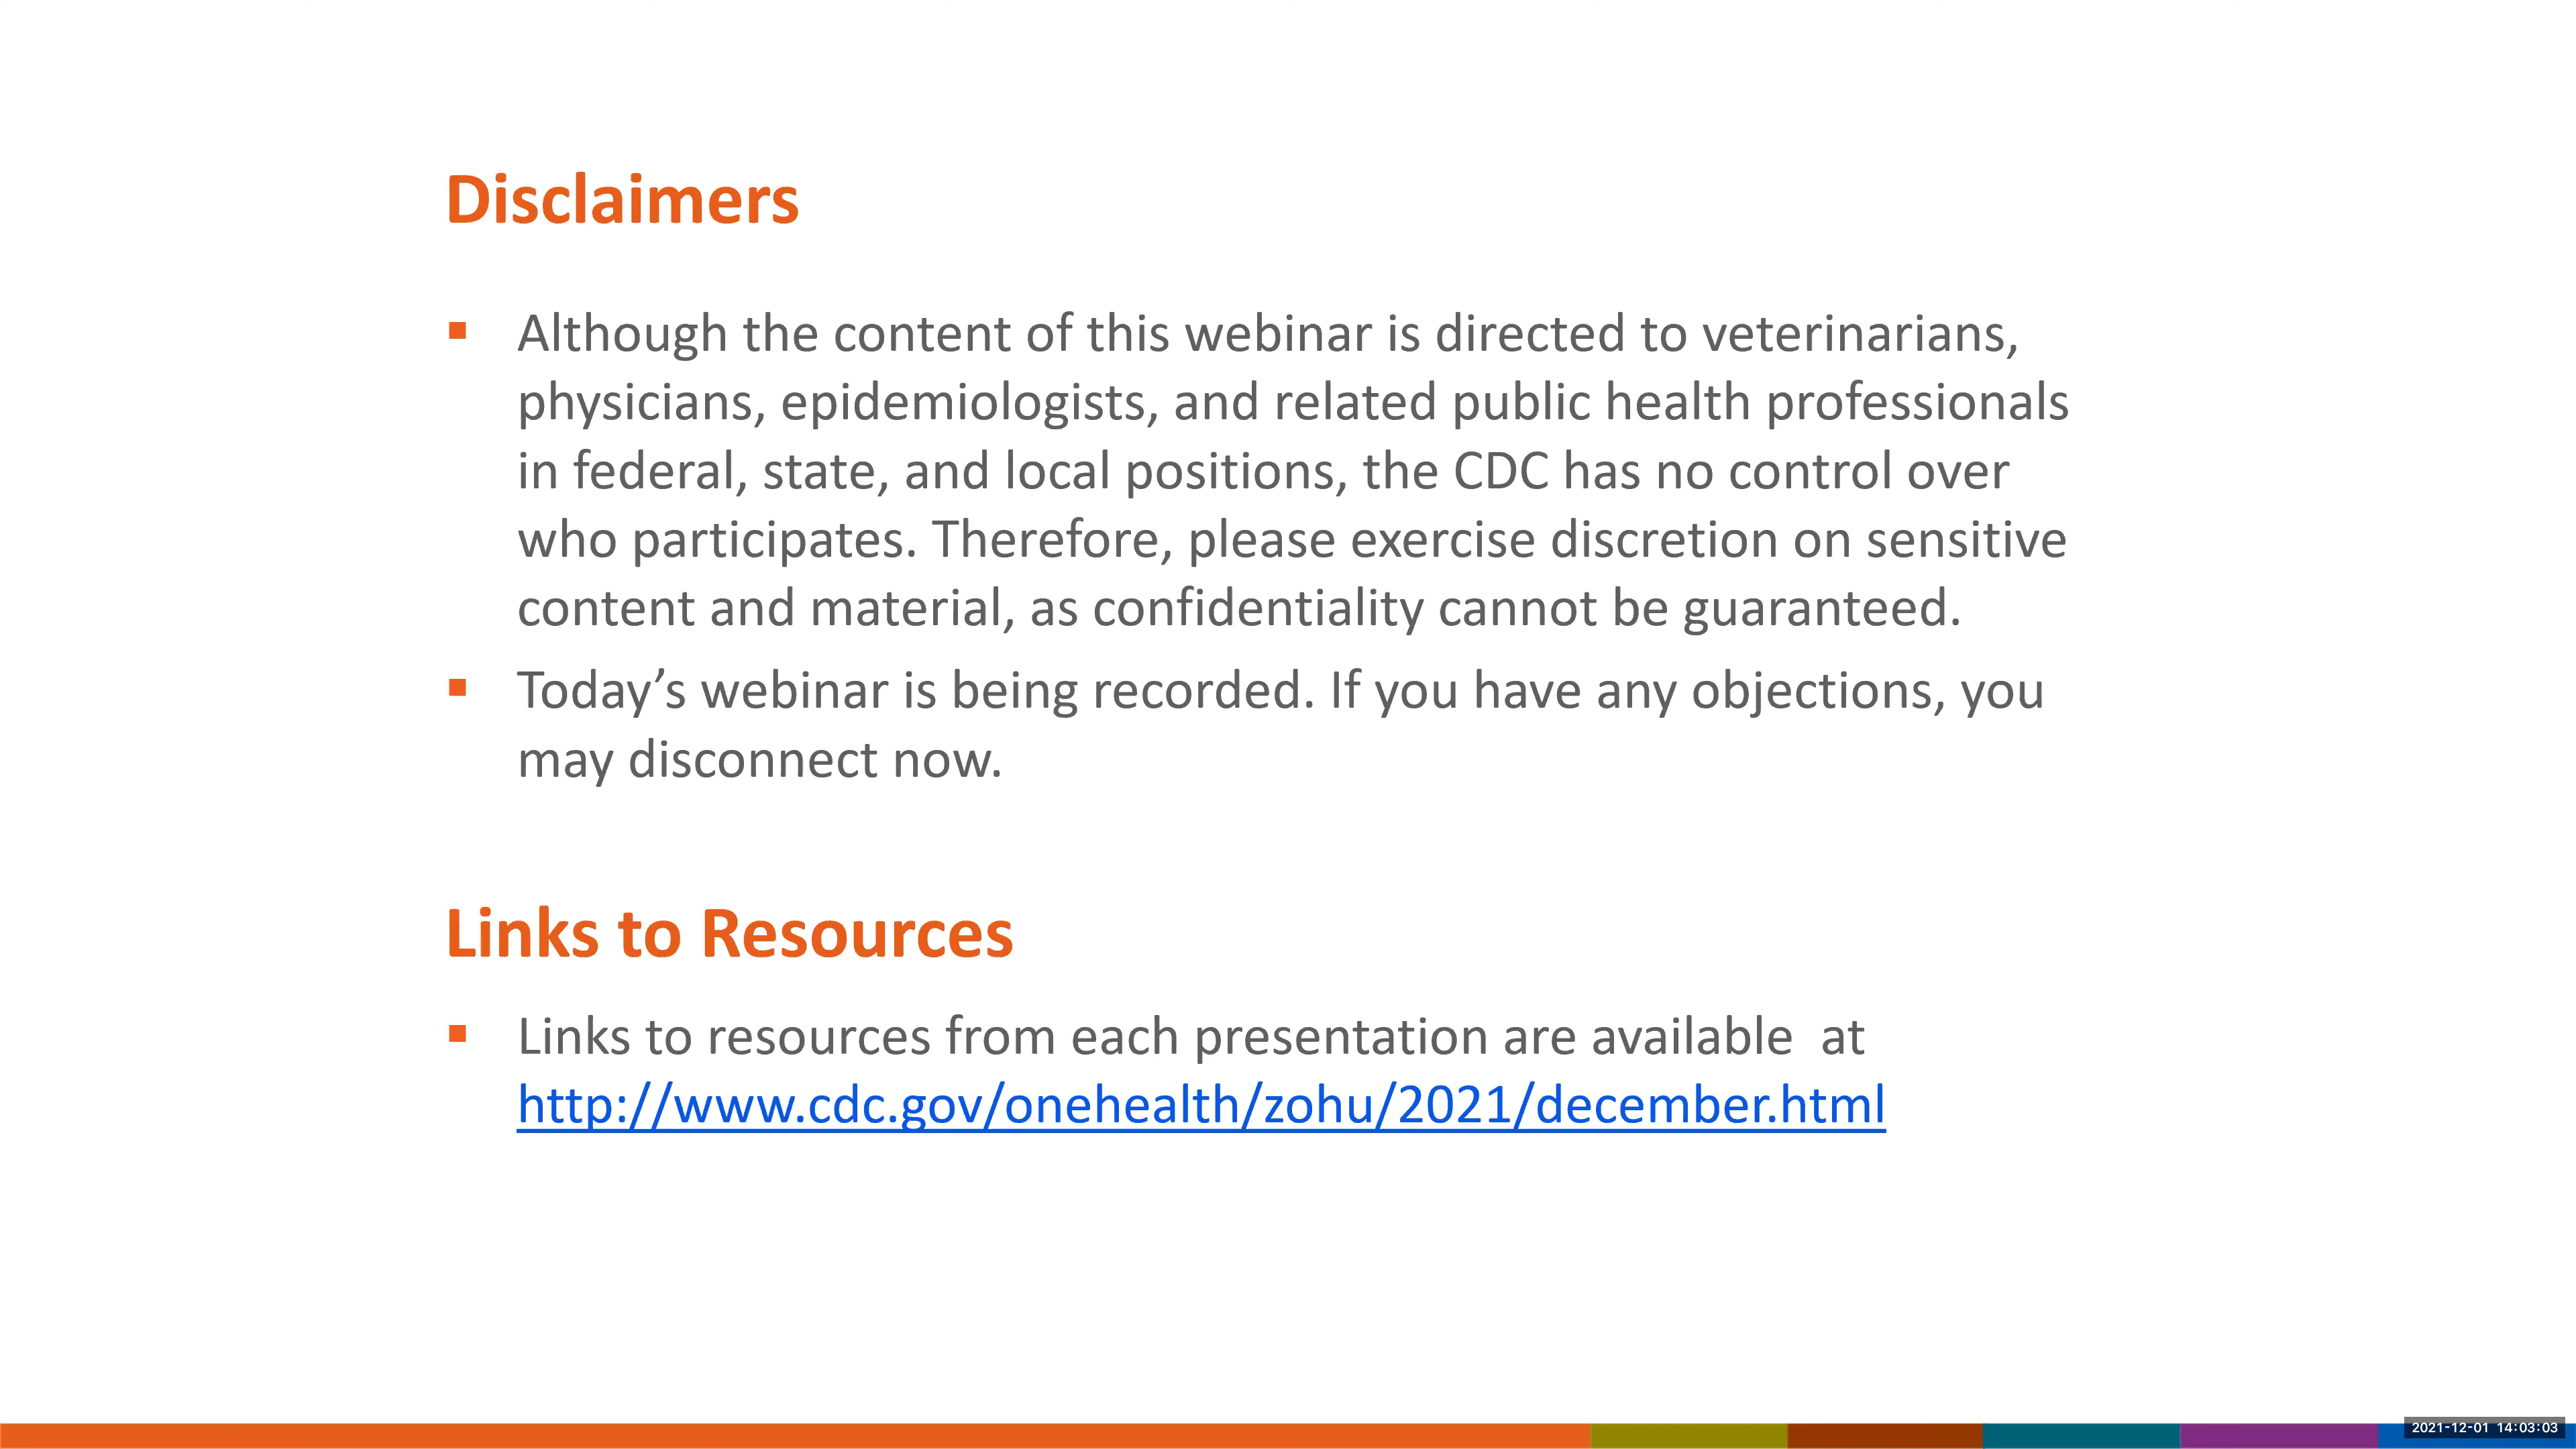 Disclaimers
▪ Although the content of this webinar is directed to veterinarians,
physicians, epidemiologists, and related public health professionals
in federal, state, and local positions, the CDC has no control over
who participates. Therefore, please exercise discretion on sensitive
content and material, as confidentiality cannot be guaranteed.
▪ Today’s webinar is being recorded. If you have any objections, you
may disconnect now.
Links to Resources
▪ Links to resources from each presentation are available  at
http://www.cdc.gov/onehealth/zohu/2021/december.html
2021-12-01 14:03:03